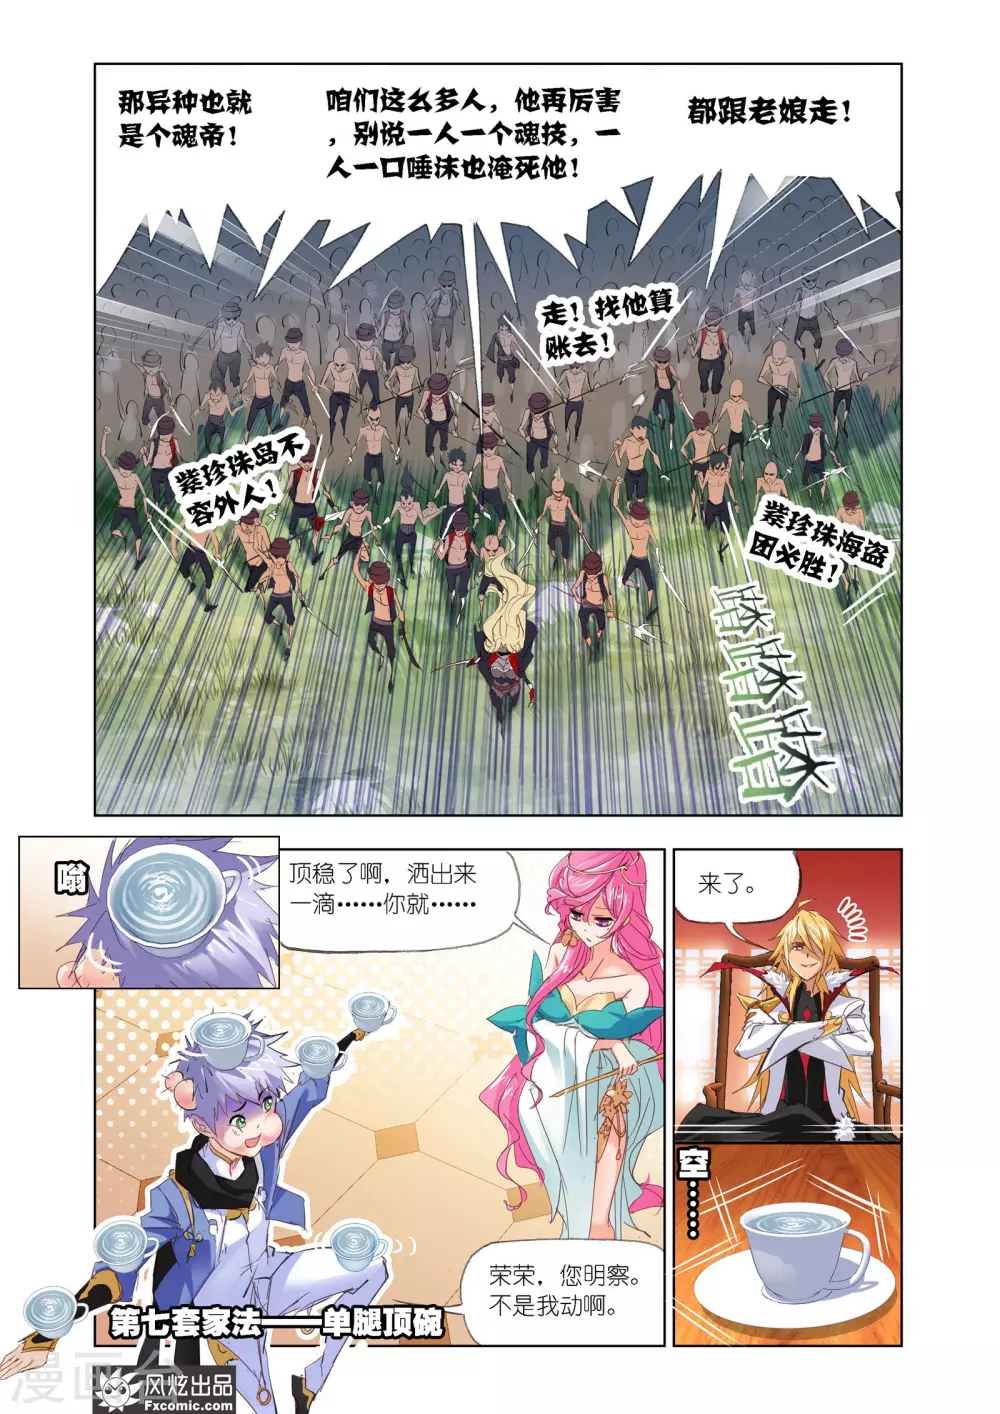 那异种也就
是个魂帝！
咱们这么多人，他再厉害
，别说一人一个魂技，一
人一口唾沫也淹死他！
都跟老娘走！
走！找他算
账去！
紫珍珠岛不
容外人！
紫珍珠海盗
团必胜！
踏踏踏
嗡
顶稳了啊，洒出来
一滴……你就……
来了。
空……
荣荣，您明察。
不是我动啊。
第七套家法——单腿顶碗
漫画台
风炫出品
Fxcomic.com